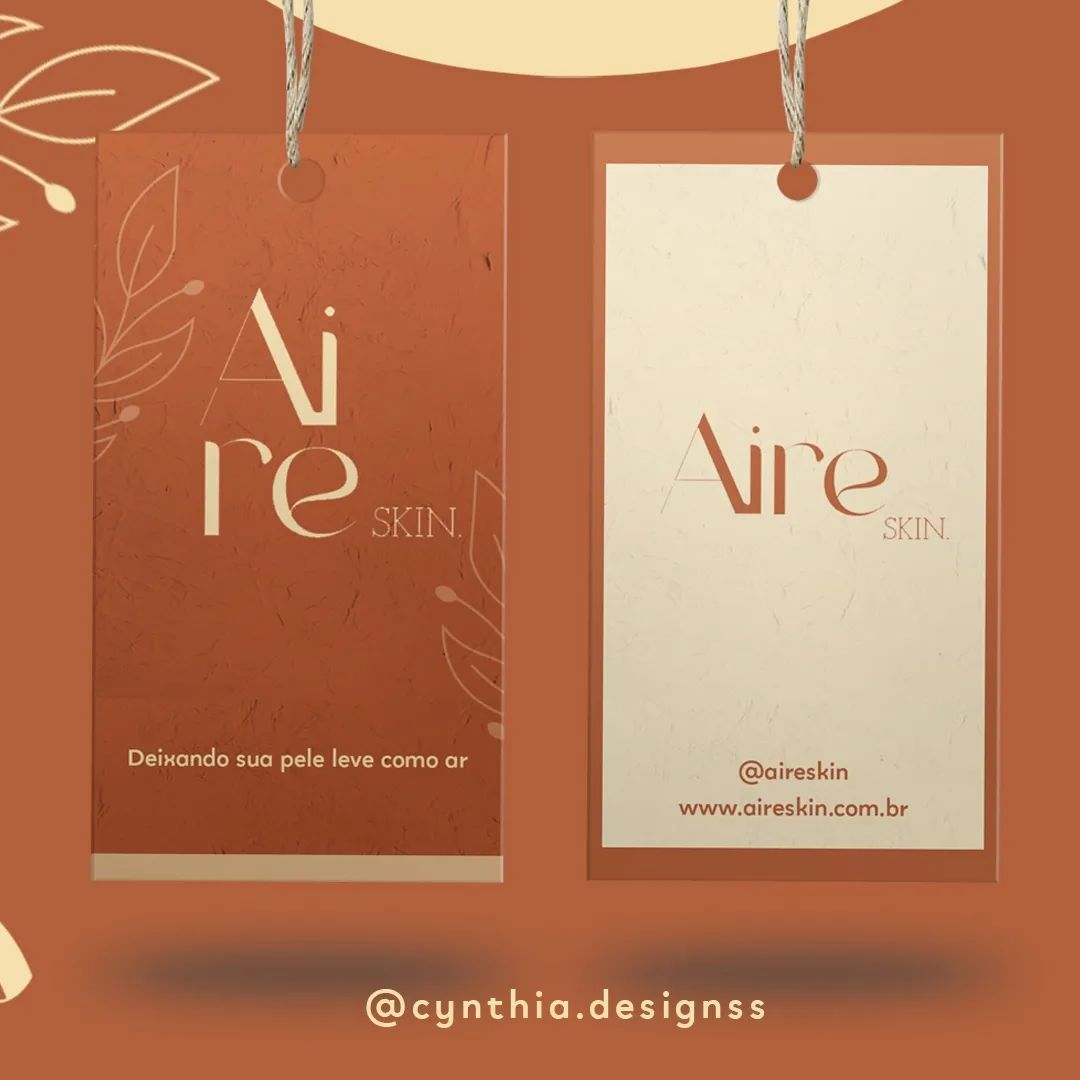 Ai
re SKIN.
Deixando sua pele leve como ar
Aire
SKIN.
@aireskin
www.aireskin.com.br
@cynthia.designss